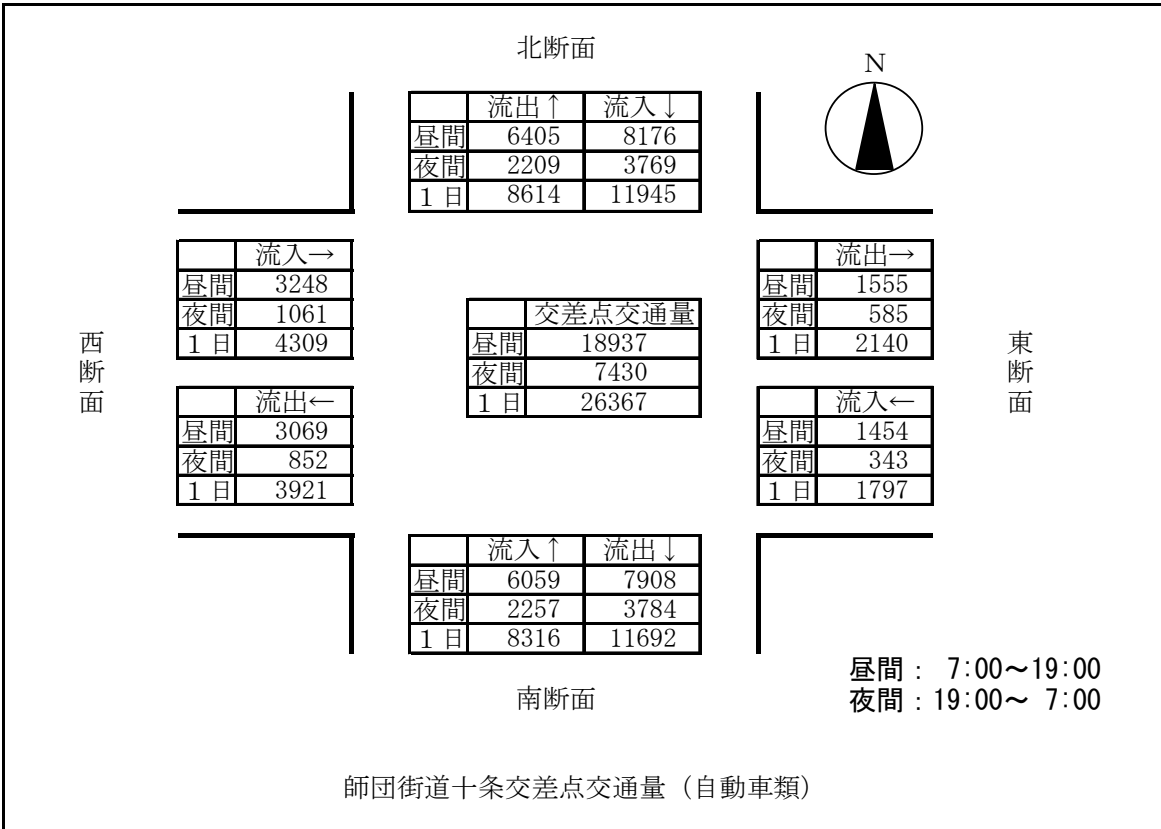 北断面
N
流出↑ 流入↓
昼間 6405 8176
夜間 2209 3769
1日 8614 11945
流入→
昼間 3248
夜間 1061
1日 4309
流出→
昼間 1555
夜間 585
1日 2140
交差点交通量
昼間 18937
夜間 7430
1日 26367
西断面
東断面
流出←
昼間 3069
夜間 852
1日 3921
流入←
昼間 1454
夜間 343
1日 1797
流入↑ 流出↓
昼間 6059 7908
夜間 2257 3784
1日 8316 11692
南断面
昼間: 7:00~19:00
夜間:19:00~ 7:00
師団街道十条交差点交通量(自動車類)